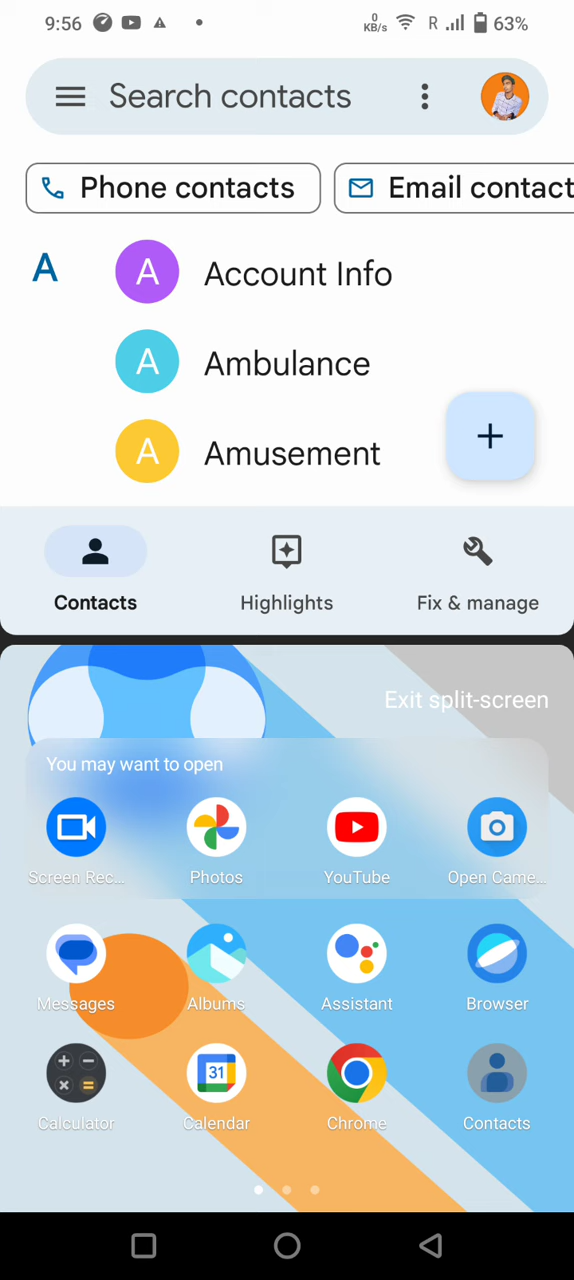 9:56
0 KB/s R 63%
Search contacts
Phone contacts Email contact
A A Account Info
A Ambulance
A Amusement
+
Contacts Highlights Fix & manage
Exit split-screen
You may want to open
Screen Rec... Photos YouTube Open Came...
Messages Albums Assistant Browser
31
Calculator Calendar Chrome Contacts